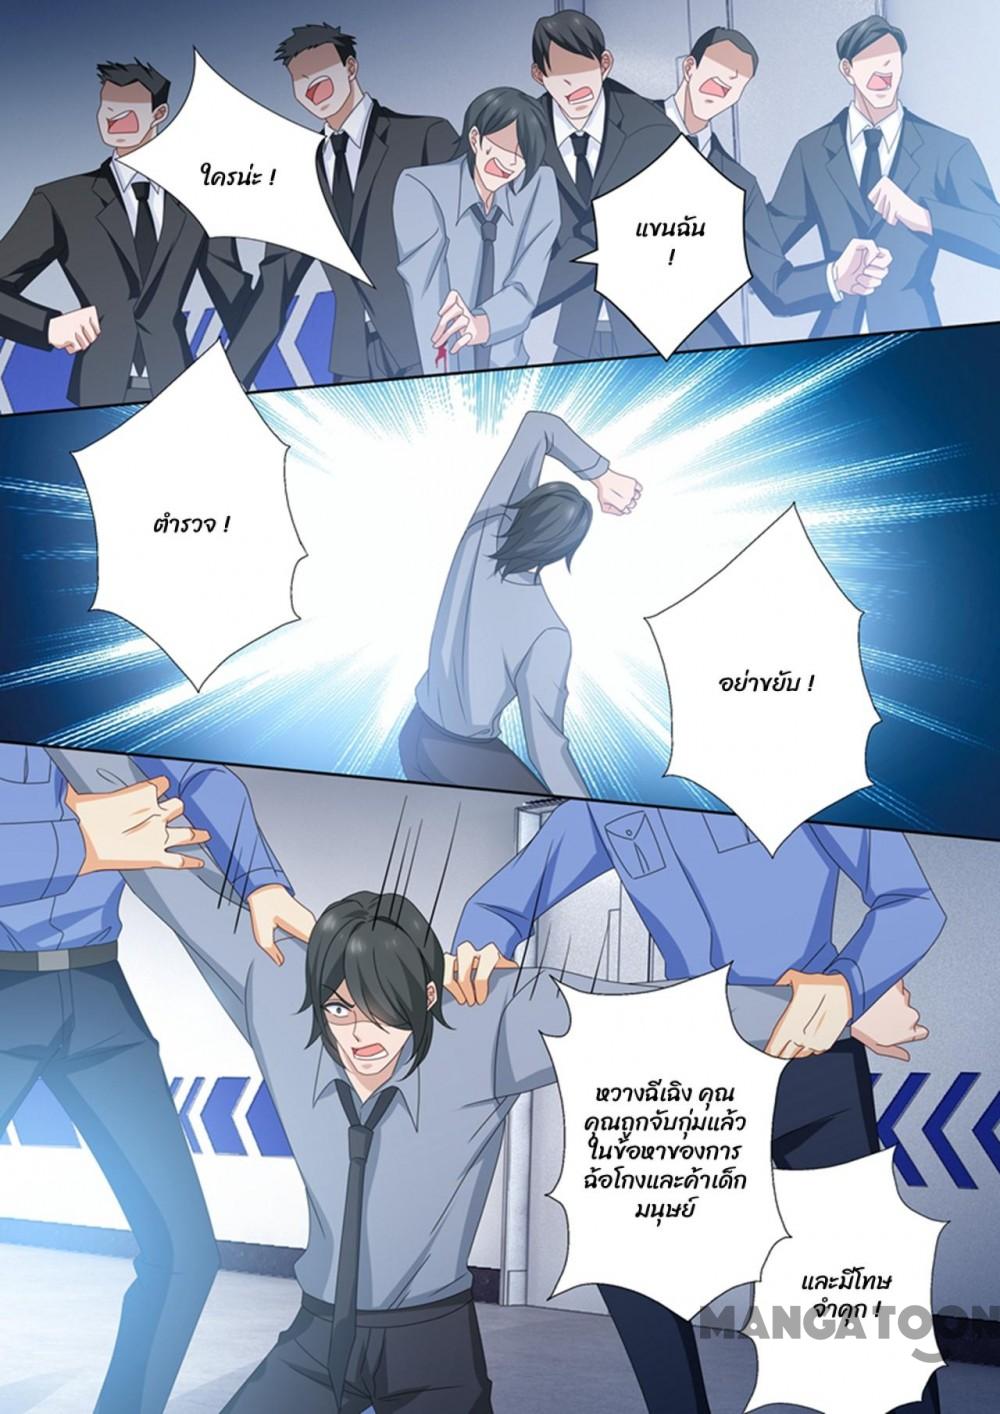 ใครน่ะ !
แขนฉัน
!
ตำรวจ !
อย่าขยับ !
หวางฉีเฉิง คุณ
คุณถูกจับกุ่มแล้ว
ในข้อหาของการ
ฉ้อโกงและค้าเด็ก
มนุษย์
และมีโทษ
จำคุก !
MANGATOON